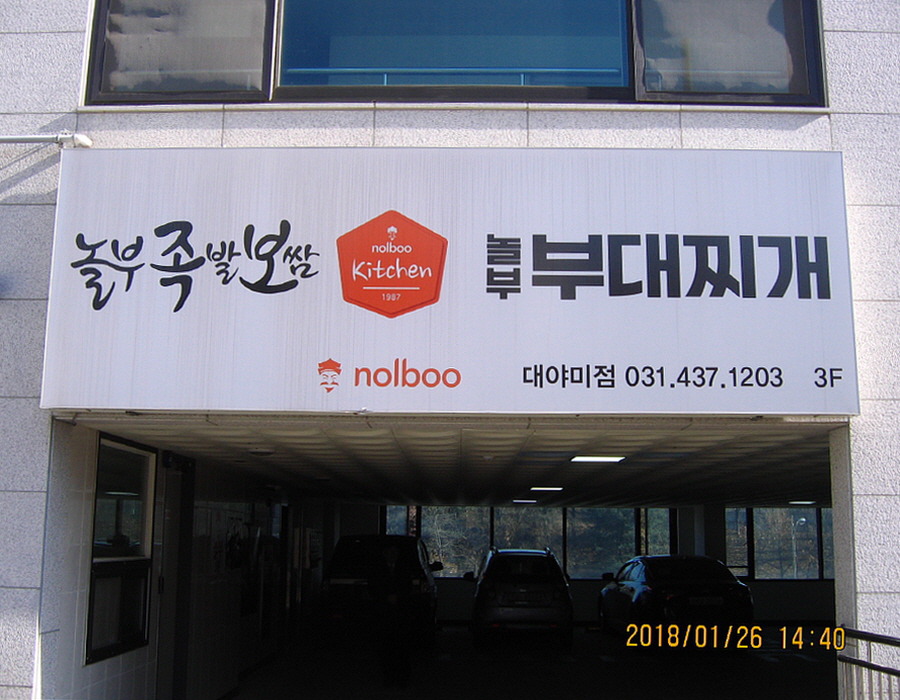 놀부 족발보쌈
nolboo
Kitchen
1987
놀부 부대찌개
nolboo
대야미점 031.437.1203 3F
2018/01/26 14:40